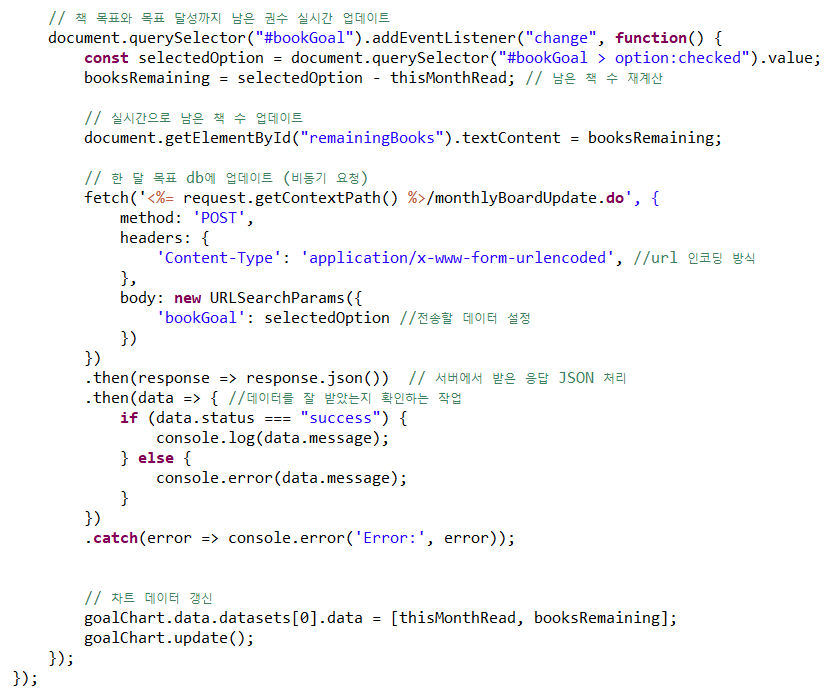 // 책 목표와 목표 달성까지 남은 권수 실시간 업데이트
document.querySelector("#bookGoal").addEventListener("change", function() {
const selectedOption = document.querySelector("#bookGoal > option:checked").value;
booksRemaining = selectedOption - thisMonthRead; // 남은 책 수 재계산
// 실시간으로 남은 책 수 업데이트
document.getElementById("remainingBooks").textContent = booksRemaining;
// 한 달 목표 db에 업데이트 (비동기 요청)
fetch('<%= request.getContextPath() %>/monthlyBoardUpdate.do', {
method: 'POST',
headers: {
'Content-Type': 'application/x-www-form-urlencoded', //url 인코딩 방식
},
body: new URLSearchParams({
'bookGoal': selectedOption //전송할 데이터 설정
})
})
.then(response => response.json())  // 서버에서 받은 응답 JSON 처리
.then(data => { //데이터를 잘 받았는지 확인하는 작업
if (data.status === "success") {
console.log(data.message);
} else {
console.error(data.message);
}
})
.catch(error => console.error('Error:', error));
// 차트 데이터 갱신
goalChart.data.datasets[0].data = [thisMonthRead, booksRemaining];
goalChart.update();
});
});